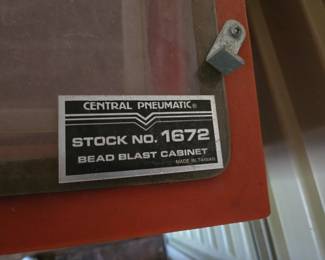 CENTRAL PNEUMATIC®
STOCK NO. 1672
BEAD BLAST CABINET
MADE IN TAIWAN